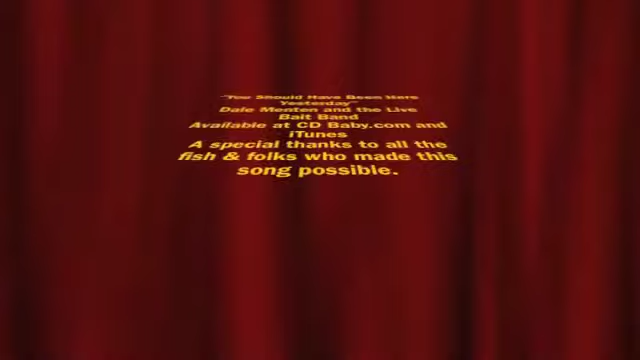 "You Should Have Been Here
Yesterday"
Dale Menten and the Live
Bait Band
Available at CD Baby.com and
iTunes
A special thanks to all the
fish & folks who made this
song possible.